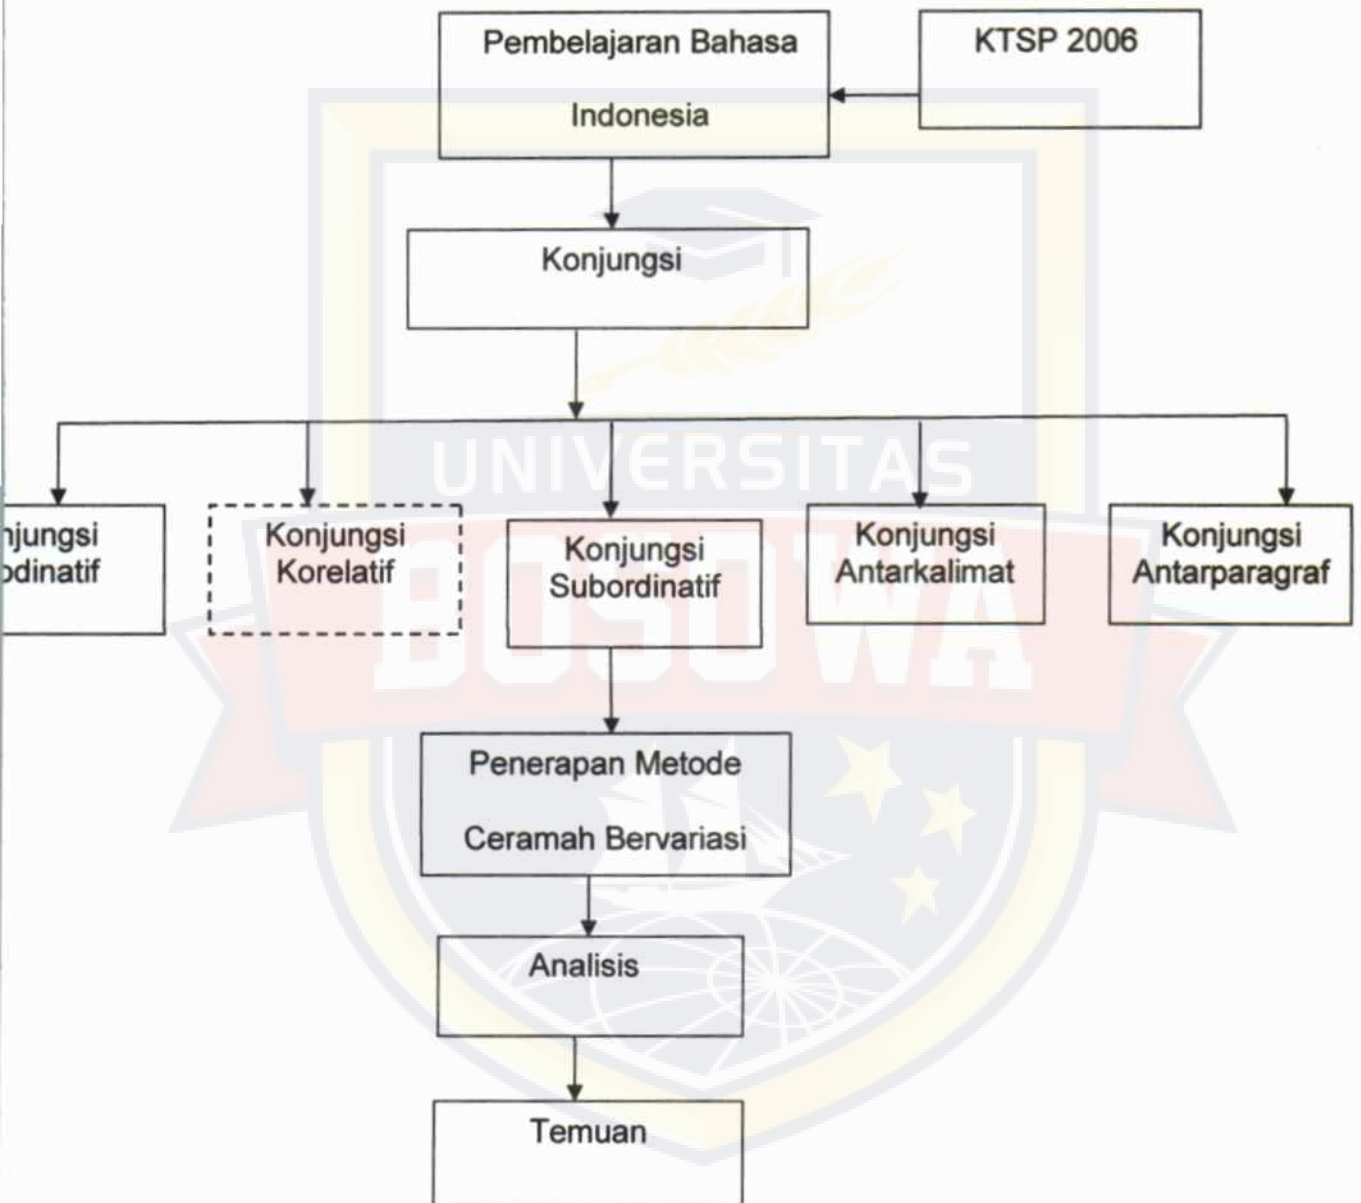 Pembelajaran Bahasa
Indonesia
KTSP 2006
Konjungsi
UNIVERSITAS
BOSOWA
Konjungsi
Korelatif
Konjungsi
Subordinatif
Konjungsi
Antarkalimat
Konjungsi
Antarparagraf
Penerapan Metode
Ceramah Bervariasi
Analisis
Temuan